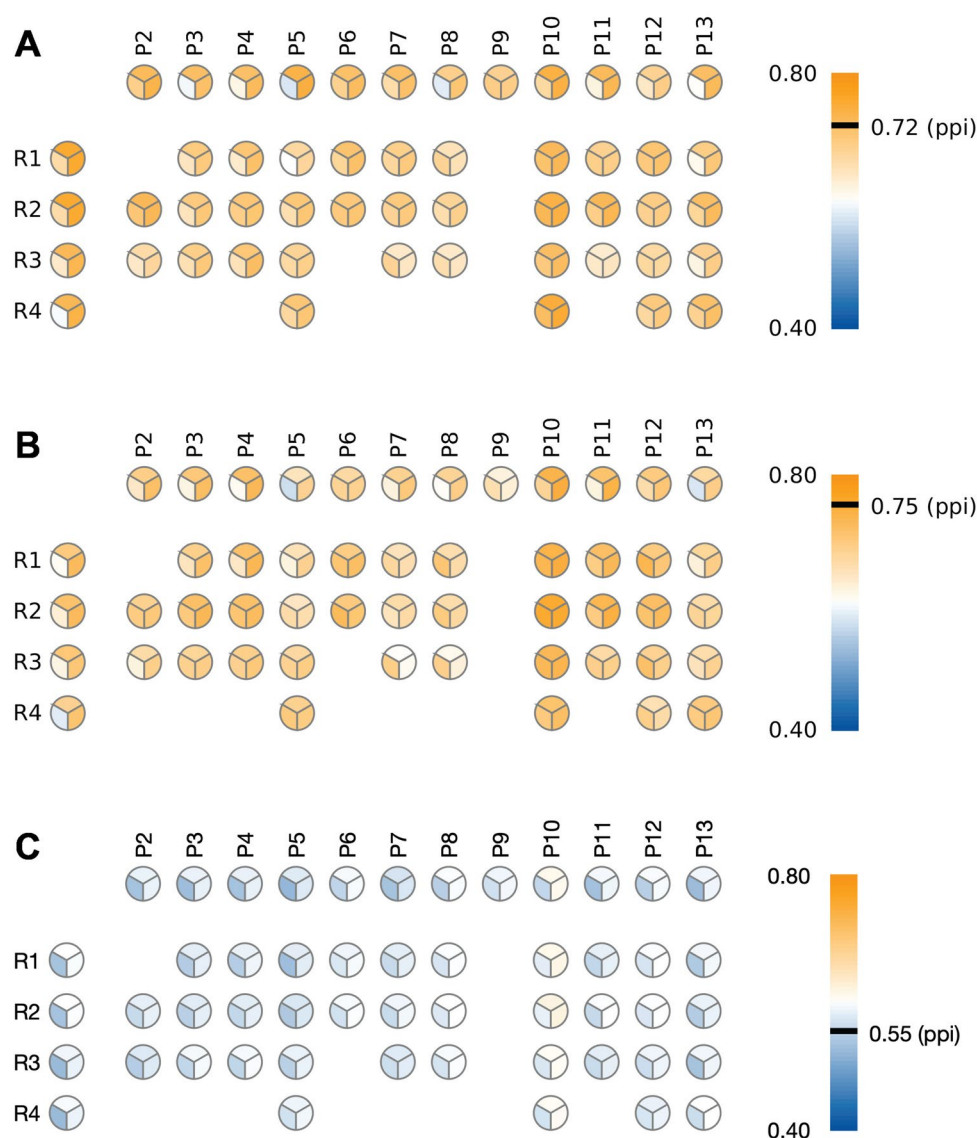 A P2 P3 P4 P5 P6 P7 P8 P9 P10 P11 P12 P13
0.80
0.72 (ppi)
R1
R2
R3
R4
0.40
B P2 P3 P4 P5 P6 P7 P8 P9 P10 P11 P12 P13
0.80
0.75 (ppi)
R1
R2
R3
R4
0.40
C P2 P3 P4 P5 P6 P7 P8 P9 P10 P11 P12 P13
0.80
R1
R2
0.55 (ppi)
R3
R4
0.40